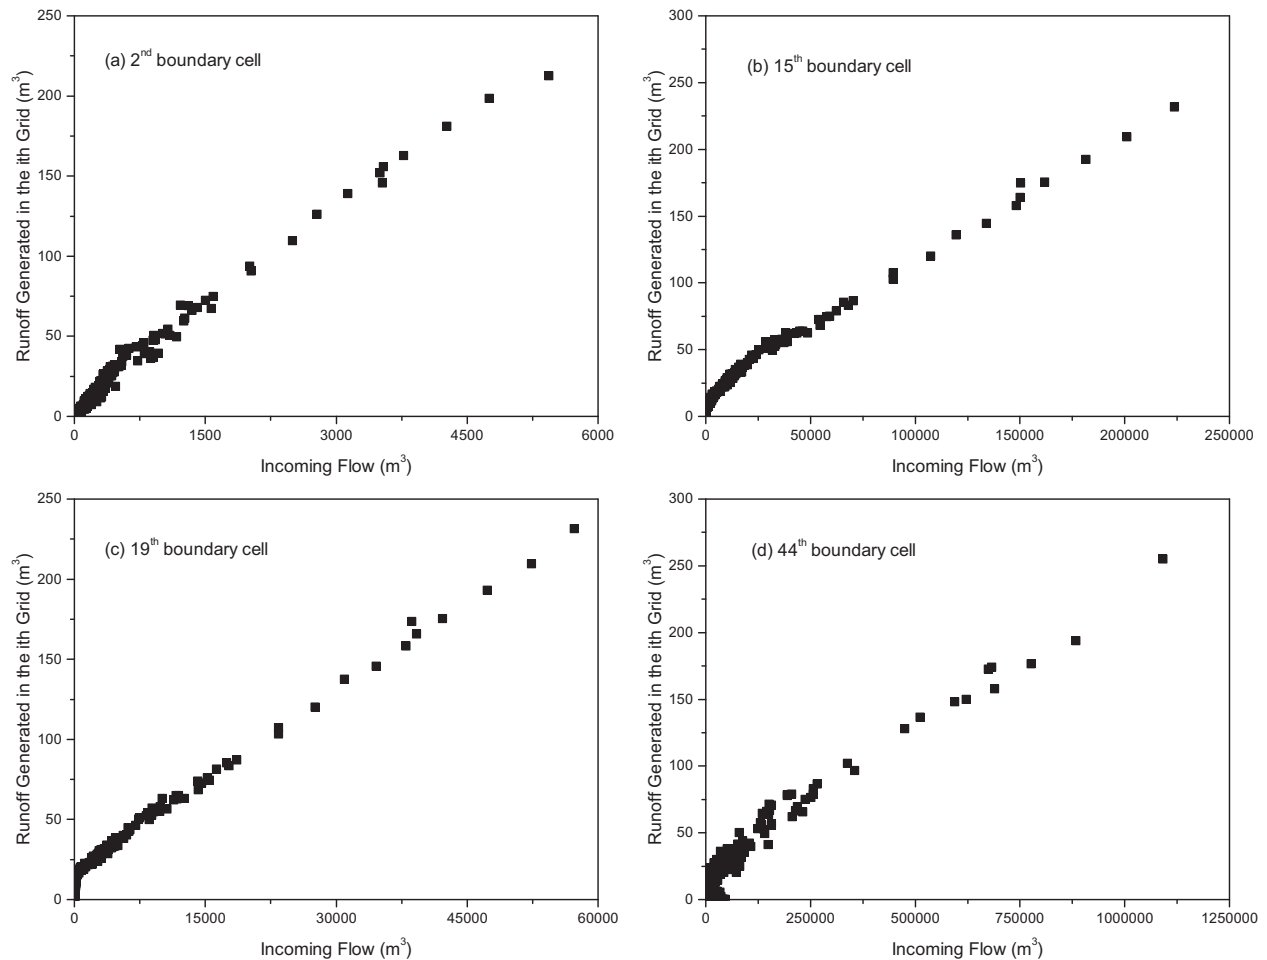 250
200
150
100
50
0
Runoff Generated in the ith Grid (m³)
(a) 2nd boundary cell
0 1500 3000 4500 6000
Incoming Flow (m³)
300
250
200
150
100
50
0
Runoff Generated in the ith Grid (m³)
(b) 15th boundary cell
0 50000 100000 150000 200000 250000
Incoming Flow (m³)
250
200
150
100
50
0
Runoff Generated in the ith Grid (m³)
(c) 19th boundary cell
0 15000 30000 45000 60000
Incoming Flow (m³)
300
250
200
150
100
50
0
Runoff Generated in the ith Grid (m³)
(d) 44th boundary cell
0 250000 500000 750000 1000000 1250000
Incoming Flow (m³)